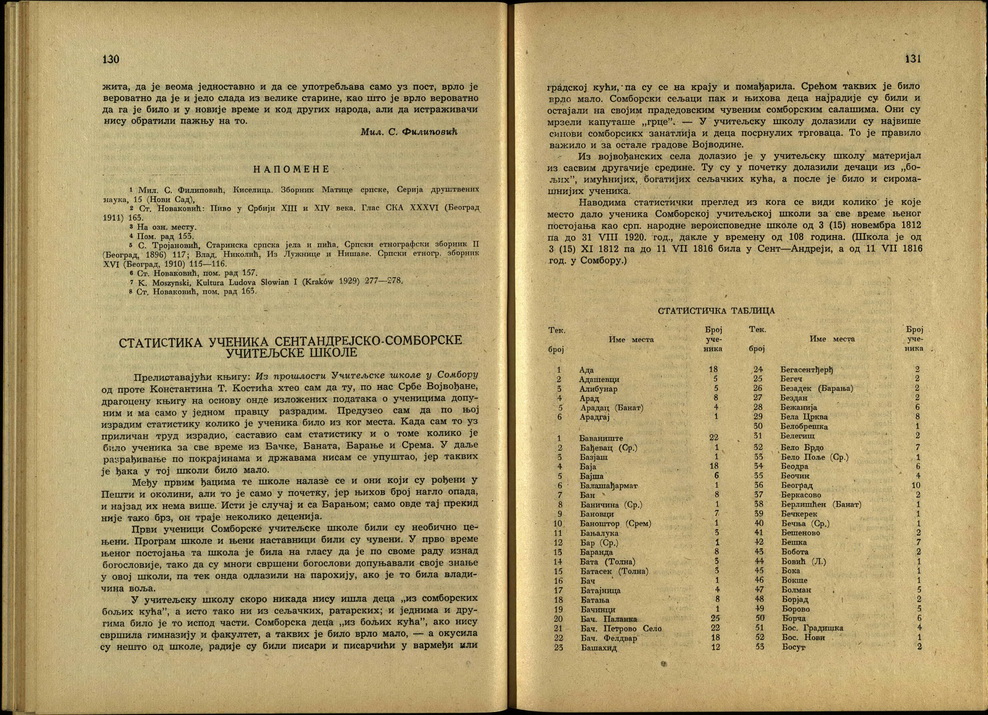 130
жита, да је веома једноставно и да се употребљава само уз пост, врло је
вероватно да је и јело слада из велике старине, као што је врло вероватно
да га је било и у новије време и код других народа, али да истраживачи
нису обратили пажњу на то.
Мил. С. Филиповић
НАПОМЕНЕ
1 Мил. С. Филиповић, Киселица. Зборник Матице српске, Серија друштвених
наука, 15 (Нови Сад),
2 Ст. Новаковић: Пиво у Србији XIII и XIV века. Глас СКА XXXVI (Београд
1911) 165.
3 На озн. месту.
4 Пом. рад 155.
5 С. Тројановић, Старинска српска јела и пића, Српски етнографски зборник II
(Београд, 1896) 117; Влад. Николић, Из Лужнице и Нишаве. Српски етногр. зборник
XVI (Београд, 1910) 115—116.
6 Ст. Новаковић, пом. рад 157.
7 K. Moszynski, Kultura Ludova Slowian I (Kraków 1929) 277—278,
8 Ст. Новаковић, пом. рад 165.
СТАТИСТИКА УЧЕНИКА СЕНТАНДРЕЈСКО-СОМБОРСКЕ
УЧИТЕЉСКЕ ШКОЛЕ
Прелиставајући књигу: Из прошлости Учитељске школе у Сомбору
од проте Константина Т. Костића хтео сам да ту, по нас Србе Војвођане,
драгоцену књигу на основу онде изложених података о ученицима допу-
ним и ма само у једном правцу разрадим. Предузео сам да по њој
израдим статистику колико је ученика било из ког места. Када сам то уз
приличан труд израдио, саставио сам статистику и о томе колико је
било ученика за све време из Бачке, Баната, Барање и Срема. У даље
разрађивање по покрајинама и државама нисам се упуштао, јер таквих
је ђака у тој школи било мало.
Међу првим ђацима те школе налазе се и они који су рођени у
Пешти и околини, али то је само у почетку, јер њихов број нагло опада,
и најзад их нема више. Исти је случај и са Барањом; само овде тај прекид
није тако брз, он траје неколико деценија.
Први ученици Сомборске учитељске школе били су необично це-
њени. Програм школе и њени наставници били су чувени. У прво време
њеног постојања та школа је била на гласу да је по своме раду изнад
богословије, тако да су многи свршени богослови допуњавали своје знање
у овој школи, па тек онда одлазили на парохију, ако је то била влади-
чина воља.
У учитељску школу скоро никада нису ишла деца „из сомборских
бољих кућа", а исто тако ни из сељачких, ратарских; и једнима и дру-
гима било је то испод части. Сомборска деца „из бољих кућа", ако нису
свршила гимназију и факултет, а таквих је било врло мало, — а окусила
су нешто од школе, радије су били писари и писарчићи у вармеђи или
131
градској кући, па су се на крају и помађарила. Срећом таквих је било
врдо мало. Сомборски сељаци пак и њихова деца најрадије су били и
остајали на својим прадедовским чувеним сомборским салашима. Они су
мрзели капуташе „грце". — У учитељску школу долазили су највише
синови сомборсикх занатлија и деца посрнулих трговаца. То је правило
важило и за остале градове Војводине.
Из војвођанских села долазио је у учитељску школу материјал
из сасвим другачије средине. Ту су у почетку долазили дечаци из „бо-
љих", имућнијих, богатијих сељачких кућа, а после је било и сирома-
шнијих ученика.
Наводима статистички преглед из кога се види колико је које
место дало ученика Сомборској учитељској школи за све време њеног
постојања као срп. народне вероисповедне школе од 3 (15) новембра 1812
па до 31 VIII 1920. год., дакле у времену од 108 година. (Школа је од
3 (15) XI 1812 па до 11 VII 1816 била у Сент—Андреји, а од 11 VII 1816
год. у Сомбору.)
СТАТИСТИЧКА ТАБЛИЦА
Тек. број Име места Број уче-ника Тек. број Име места Број уче-ника
1 Ада 18 24 Бегасентђерђ 2
2 Адашевци 5 25 Бегеч 2
3 Алибунар 5 26 Безадек (Барања) 2
4 Арад 8 27 Бездан 2
5 Арадац (Банат) 4 28 Бежанија 6
6 Арадгај 1 29 Бела Црква 8
50 Белобрешка 1
1 Баваниште 22 31 Белегиш 2
2 Бађевац (Ср.) 1 52 Бело Брдо 7
3 Базјаш 1 55 Бело Поље (Ср.) 1
4 Баја 18 54 Беодра 6
5 Бајша 6 55 Беочин 4
6 Балашађармат 1 56 Београд 10
7 Бан 8 57 Беркасово 2
8 Баничина (Ср.) 1 58 Берлишћен (Банат) 1
9 Бановци 7 59 Бечкерек 1
10 Баноштор (Срем) 1 40 Бечња (Ср.) 1
11 Бањалука 5 41 Бешеново 2
12 Бар (Ср.) 1 42 Бешка 7
15 Баранда 8 43 Бобота 2
14 Бата (Толна) 5 44 Бовић (Л.) 1
15 Батасек (Толна) 5 45 Бока 1
16 Бач 1 46 Вокше 1
17 Батајница 4 47 Болман 5
18 Батања 8 48 Борјад 2
19 Бачинци 1 49 Борово 5
20 Бач. Паланка 25 50 Борча 6
21 Бач. Петрово Село 22 51 Бос. Градишка 4
22 Бач. Фелдвар 18 52 Бос. Нови 1
23 Башахид 12 55 Босут 2